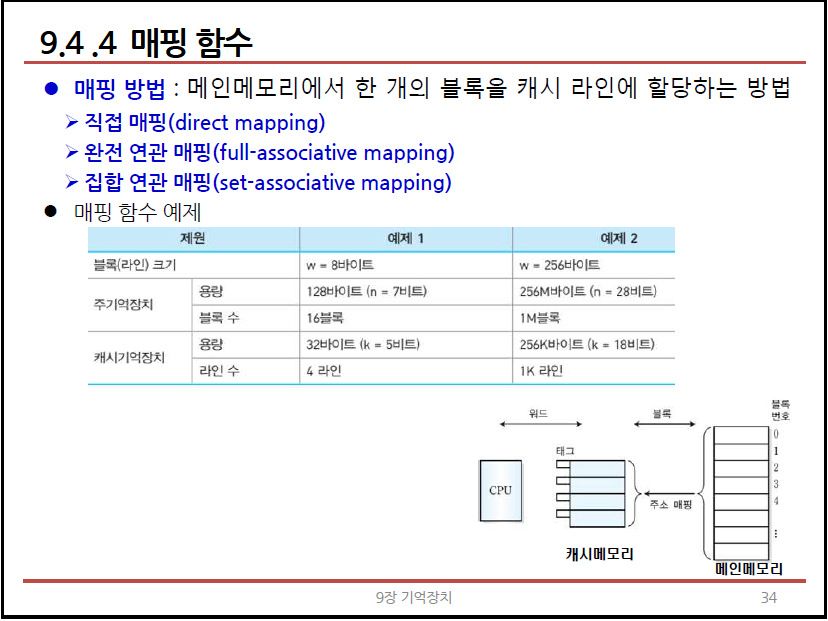 9.4 .4 매핑 함수
● 매핑 방법 : 메인메모리에서 한 개의 블록을 캐시 라인에 할당하는 방법
➢ 직접 매핑(direct mapping)
➢ 완전 연관 매핑(full-associative mapping)
➢ 집합 연관 매핑(set-associative mapping)
● 매핑 함수 예제
제원 예제 1 예제 2
블록(라인) 크기 w = 8바이트 w = 256바이트
주기억장치 용량 128바이트 (n = 7비트) 256M바이트 (n = 28비트)
블록 수 16블록 1M블록
캐시기억장치 용량 32바이트 (k = 5비트) 256K바이트 (k = 18비트)
라인 수 4 라인 1K 라인
워드 블록
블록
번호
태그
CPU
0
1
2
3
4
⋮
주소 매핑
캐시메모리
메인메모리
9장 기억장치 34